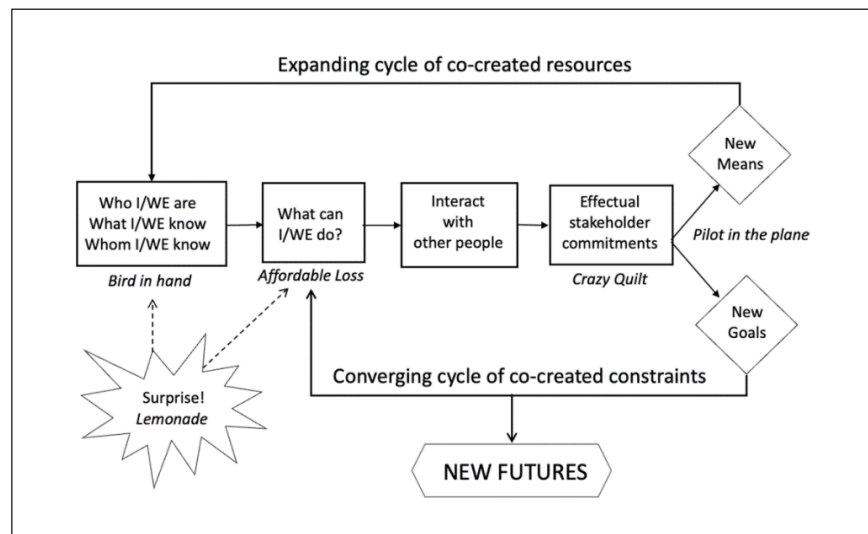 Expanding cycle of co-created resources
New
Means
Who I/WE are
What I/WE know
Whom I/WE know
Bird in hand
What can
I/WE do?
Affordable Loss
Interact
with
other people
Effectual
stakeholder
commitments
Crazy Quilt
Pilot in the plane
New
Goals
Surprise!
Lemonade
Converging cycle of co-created constraints
NEW FUTURES